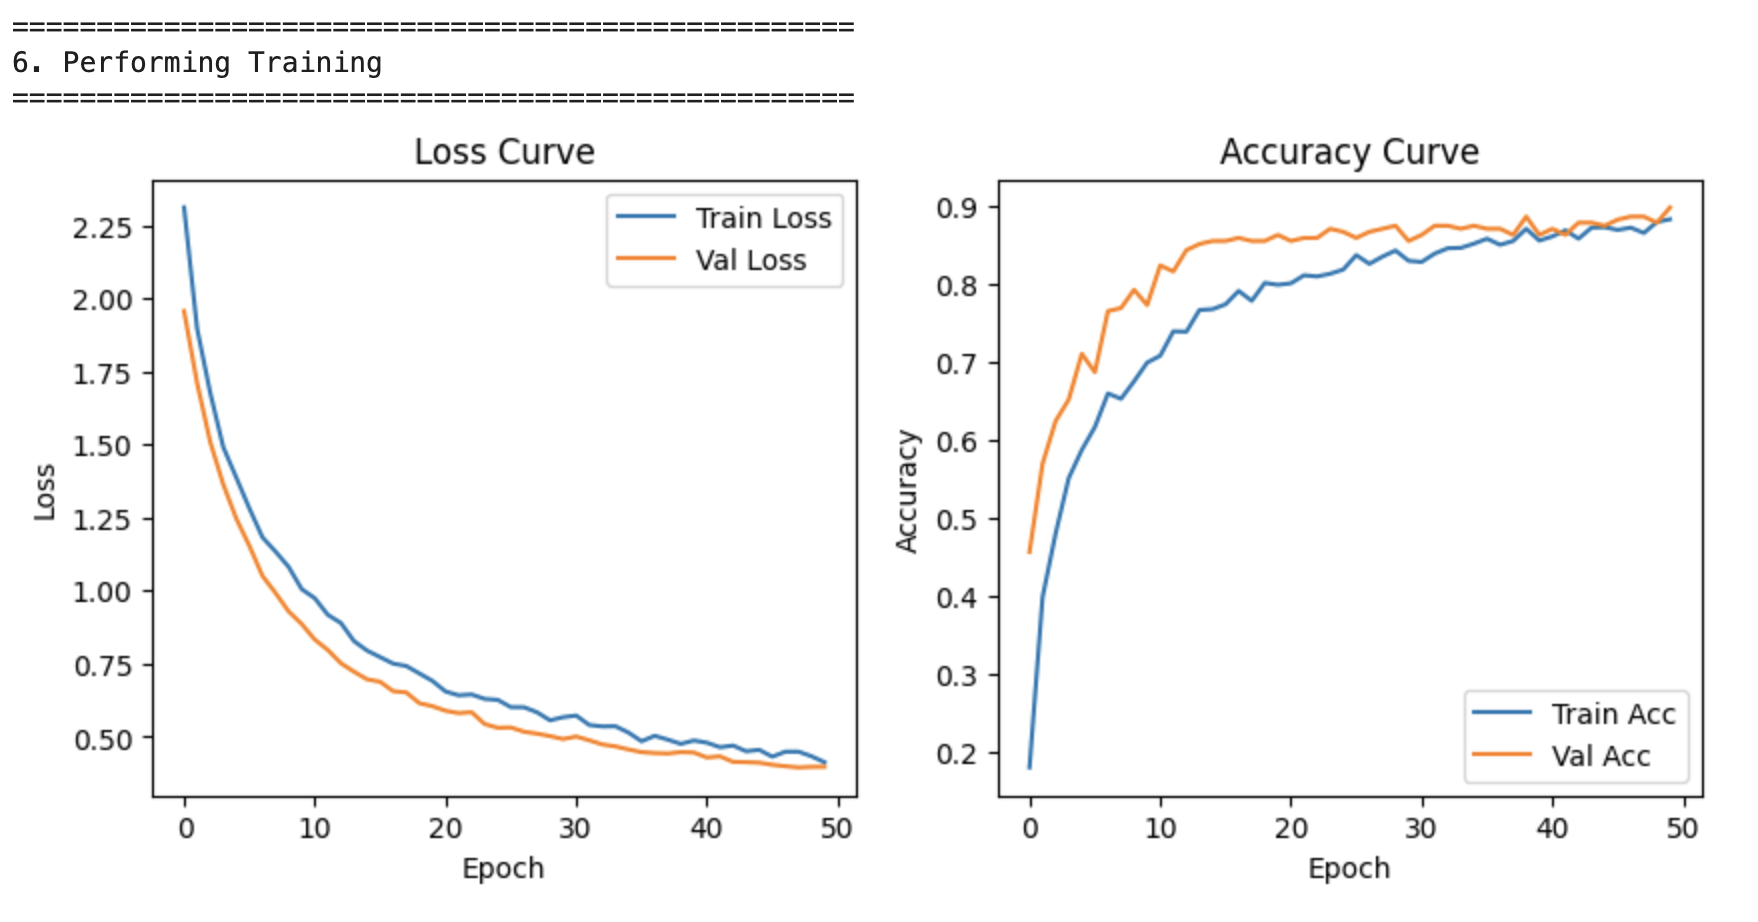 ==================================================
6. Performing Training
==================================================
Loss Curve
Train Loss
Val Loss
2.25
2.00
1.75
1.50
1.25
1.00
0.75
0.50
Loss
0 10 20 30 40 50
Epoch
Accuracy Curve
0.9
0.8
0.7
0.6
0.5
0.4
0.3
0.2
Accuracy
Train Acc
Val Acc
0 10 20 30 40 50
Epoch